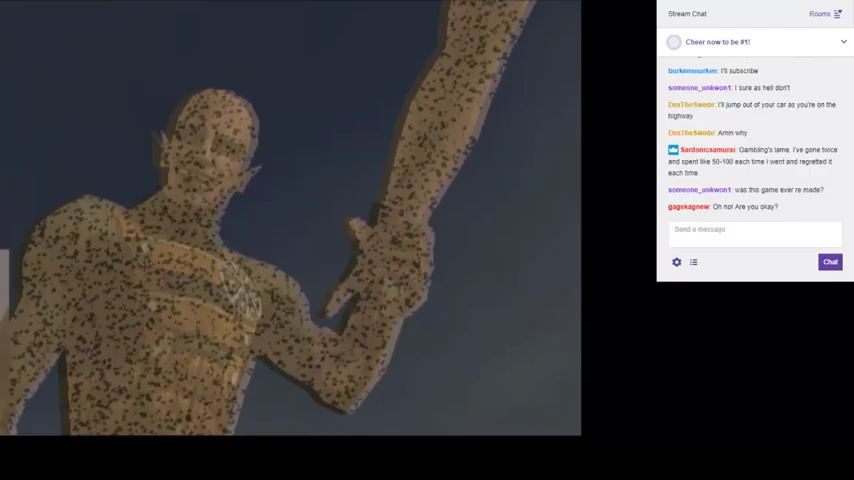 Stream Chat
Rooms
Cheer now to be #1!
burkensnurken: I'll subscribe
someone_unkwon1: I sure as hell don't
DexTheSwede: I'll jump out of your car as you're on the
highway
DexTheSwede: Amin why
Sardonicsamurai: Gambling's lame. I've gone twice
and spent like 50-100 each time i went and regretted it
each time
someone_unkwon1: was this game ever re made?
gagekagnew: Oh no! Are you okay?
Send a message
Chat